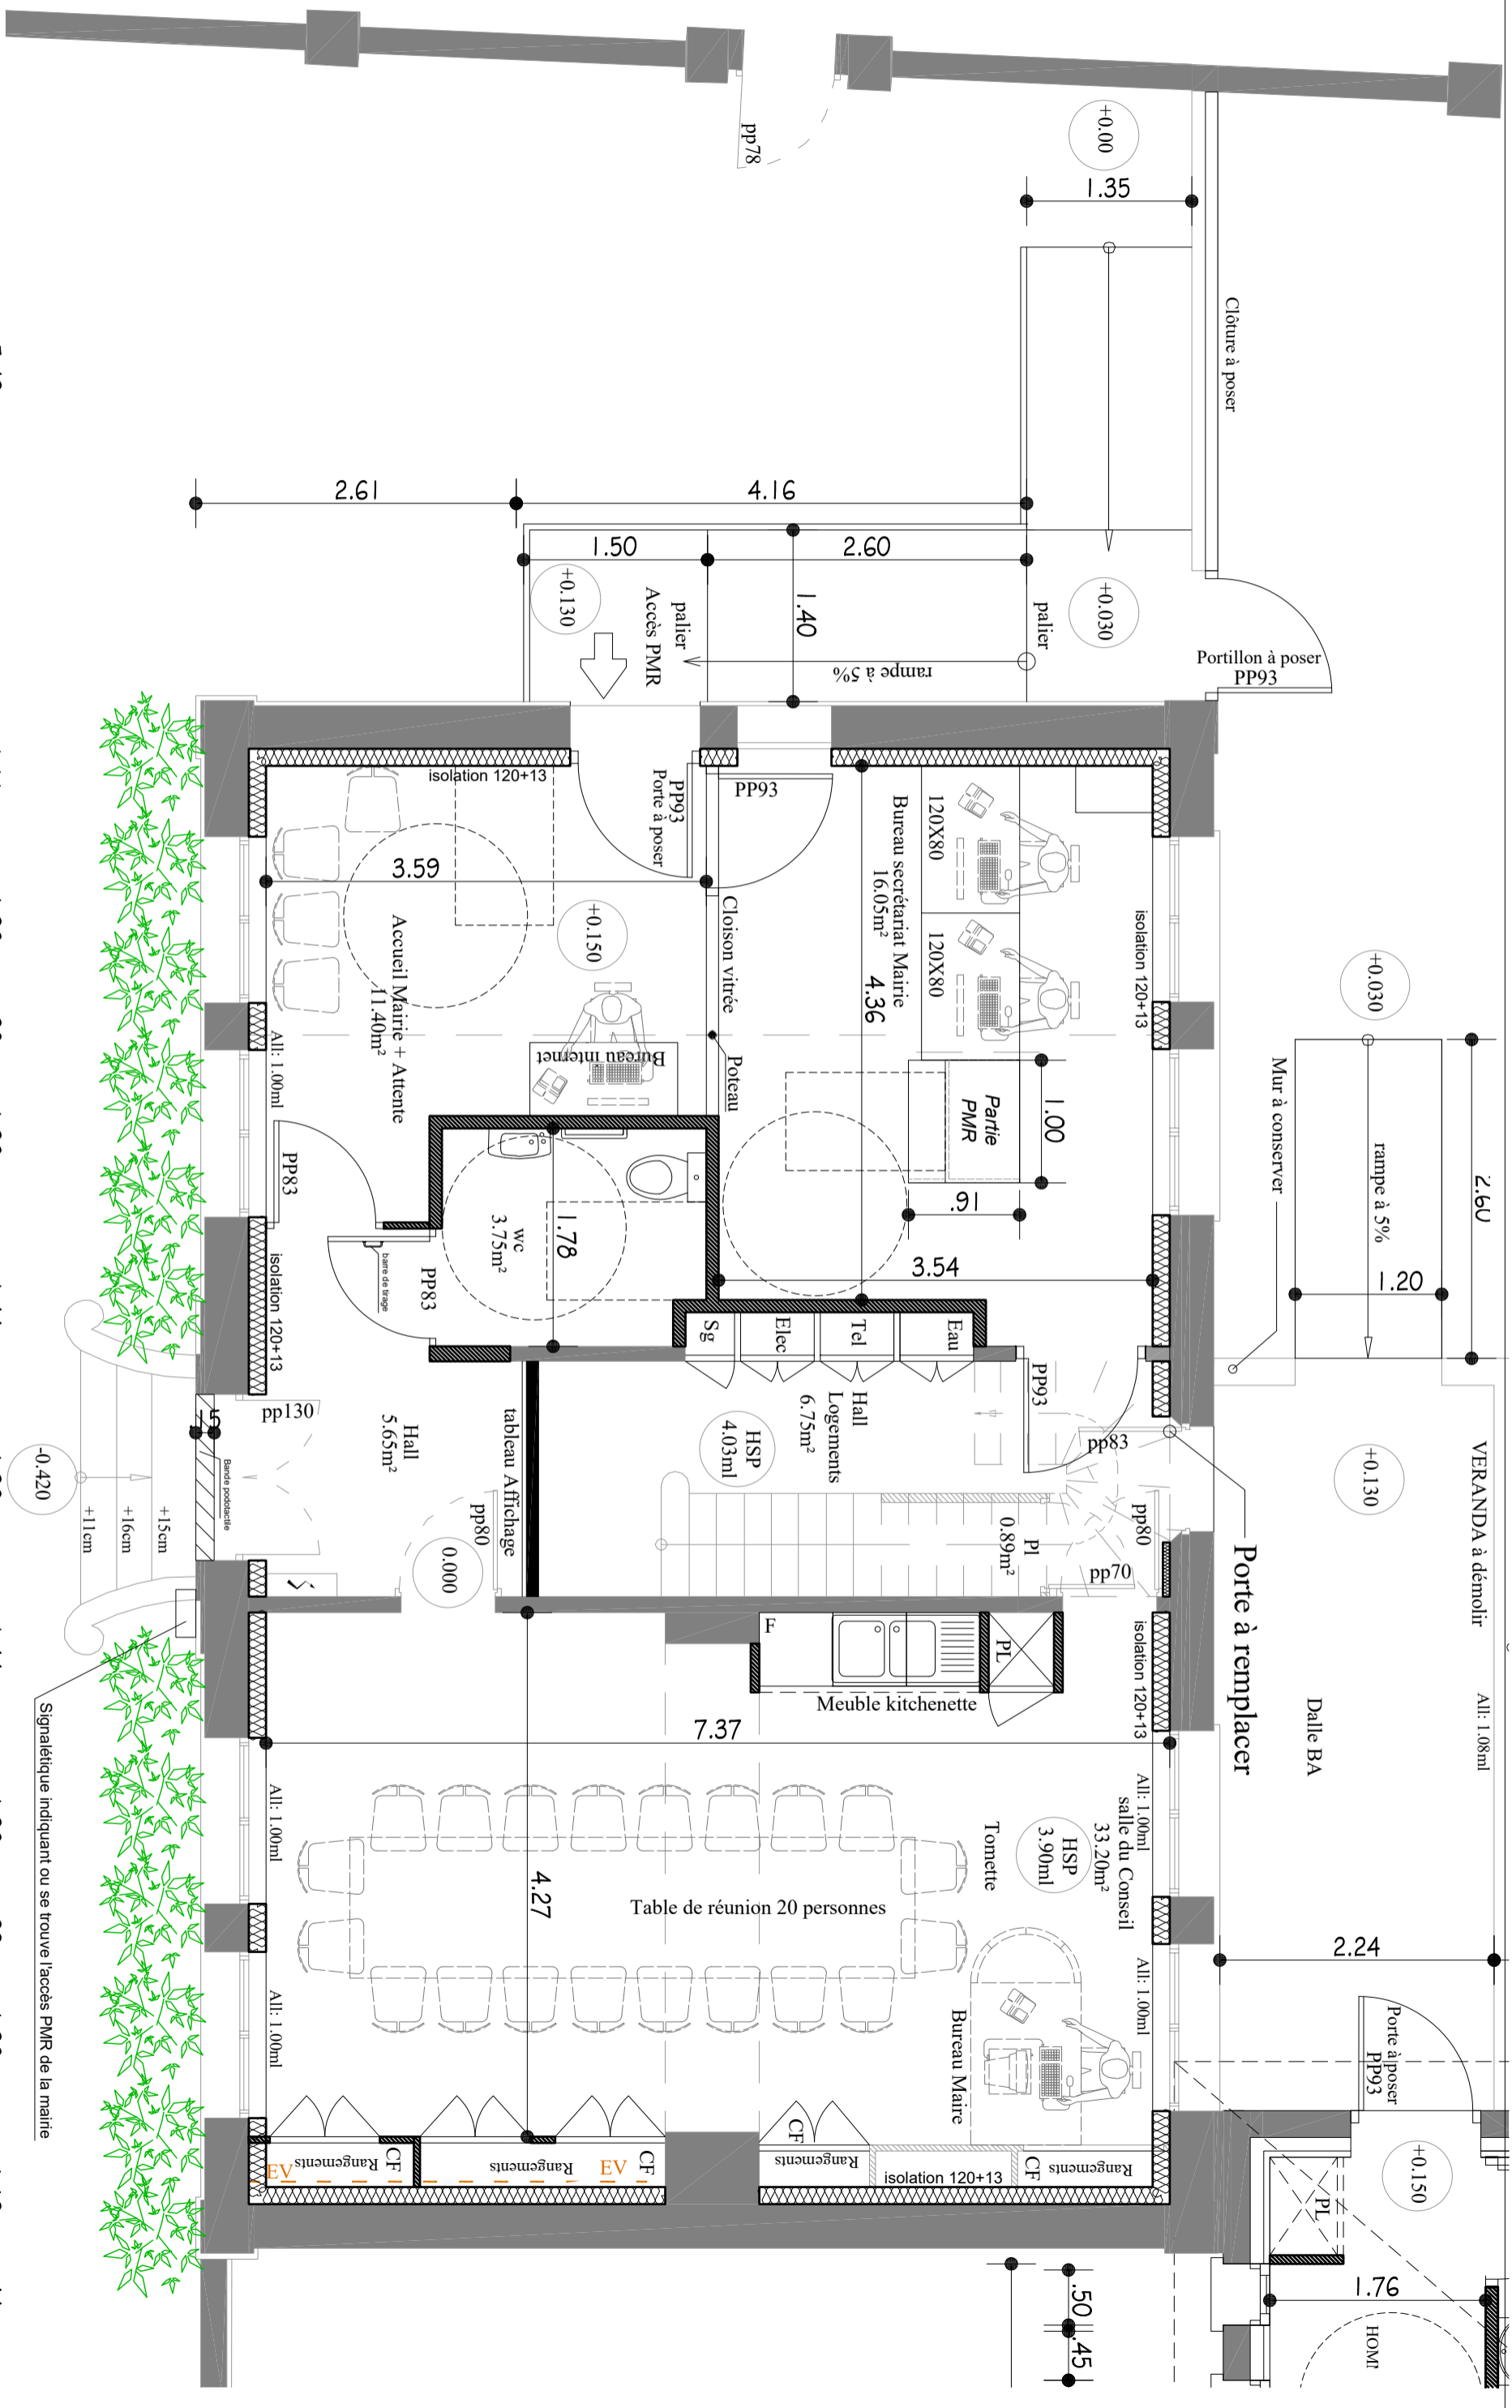 +0.00
1.35
pp78
Clôture à poser
2.61
4.16
1.50
2.60
1.40
+0.130
palier
Accès PMR
rampe à 5%
palier
+0.030
Portillon à poser
PP93
isolation 120+13
PP93
Porte à poser
PP93
3.59
+0.150
Accueil Mairie + Attente
11.40m²
Cloison vitrée
Poteau
Bureau internet
Bureau secrétariat Mairie
16.05m²
4.36
120X80
120X80
isolation 120+13
Partie
PMR
1.00
.91
3.54
+0.030
2.60
rampe à 5%
1.20
Mur à conserver
All: 1.00ml
PP83
isolation 120+13
wc
3.75m²
1.78
PP83
barre de tirage
Sg
Elec
Tel
Eau
PP93
Hall
Logements
6.75m²
HSP
4.03ml
pp83
pp80
pp70
Pl
0.89m²
+0.130
VERANDA à démolir
All: 1.08ml
Dalle BA
Porte à remplacer
pp130
Hall
5.65m²
tableau Affichage
pp80
0.000
.15
Bande podotactile
-0.420
+11cm
+16cm
+15cm
Signalétique indiquant ou se trouve l'accès PMR de la mairie
F
PL
Meuble kitchenette
isolation 120+13
7.37
4.27
All: 1.00ml
All: 1.00ml
All: 1.00ml
All: 1.00ml
salle du Conseil
33.20m²
HSP
3.90ml
Tomette
Table de réunion 20 personnes
Bureau Maire
2.24
Porte à poser
PP93
+0.150
PL
1.76
EV
Rangements
CF
Rangements
EV
CF
CF
Rangements
isolation 120+13
CF
Rangements
.50
.45